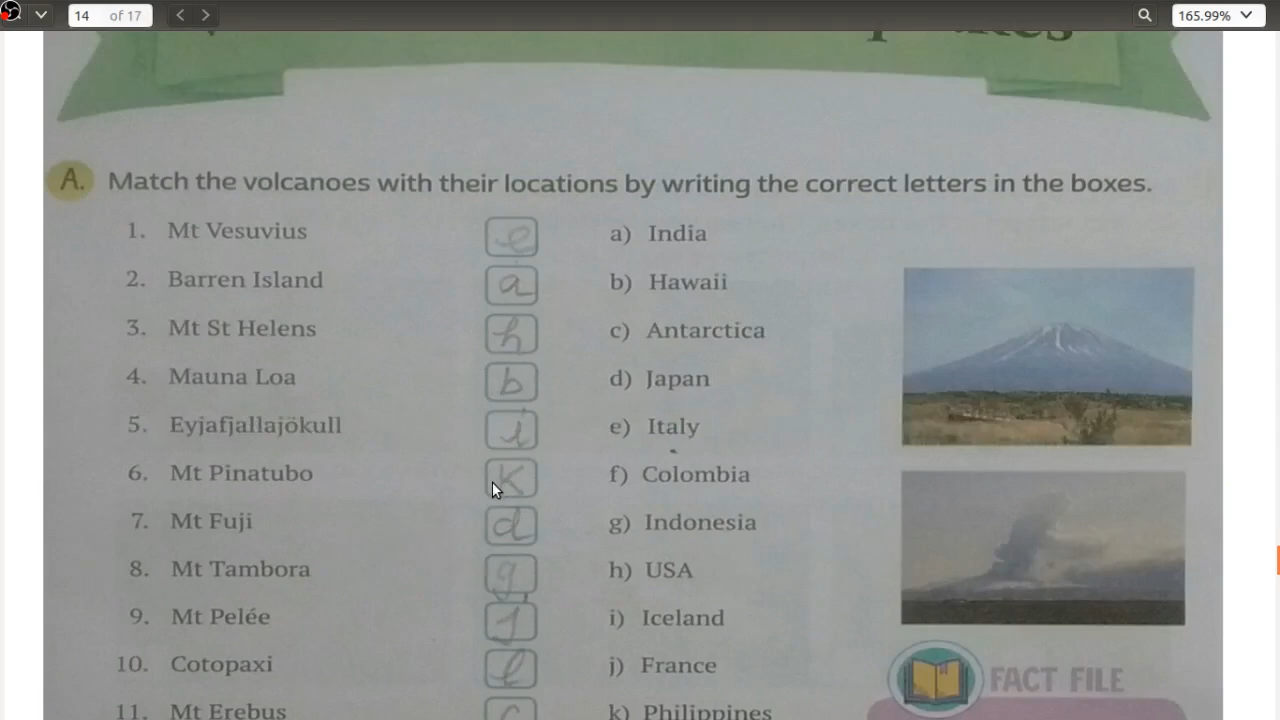 14 of 17
165.99%
A. Match the volcanoes with their locations by writing the correct letters in the boxes.
1. Mt Vesuvius e a) India
2. Barren Island a b) Hawaii
3. Mt St Helens h c) Antarctica
4. Mauna Loa b d) Japan
5. Eyjafjallajökull i e) Italy
6. Mt Pinatubo K f) Colombia
7. Mt Fuji d g) Indonesia
8. Mt Tambora g h) USA
9. Mt Pelée j i) Iceland
10. Cotopaxi l j) France
11. Mt Erebus c k) Philippines
FACT FILE